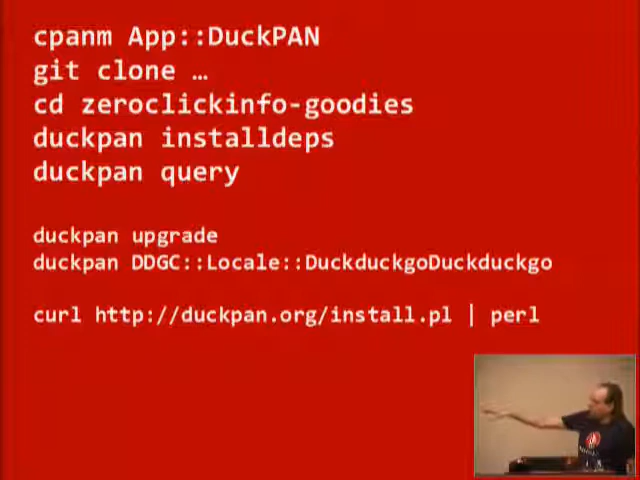 cpanm App::DuckPAN
git clone …
cd zeroclickinfo-goodies
duckpan installdeps
duckpan query
duckpan upgrade
duckpan DDGC::Locale::DuckduckgoDuckduckgo
curl http://duckpan.org/install.pl | perl